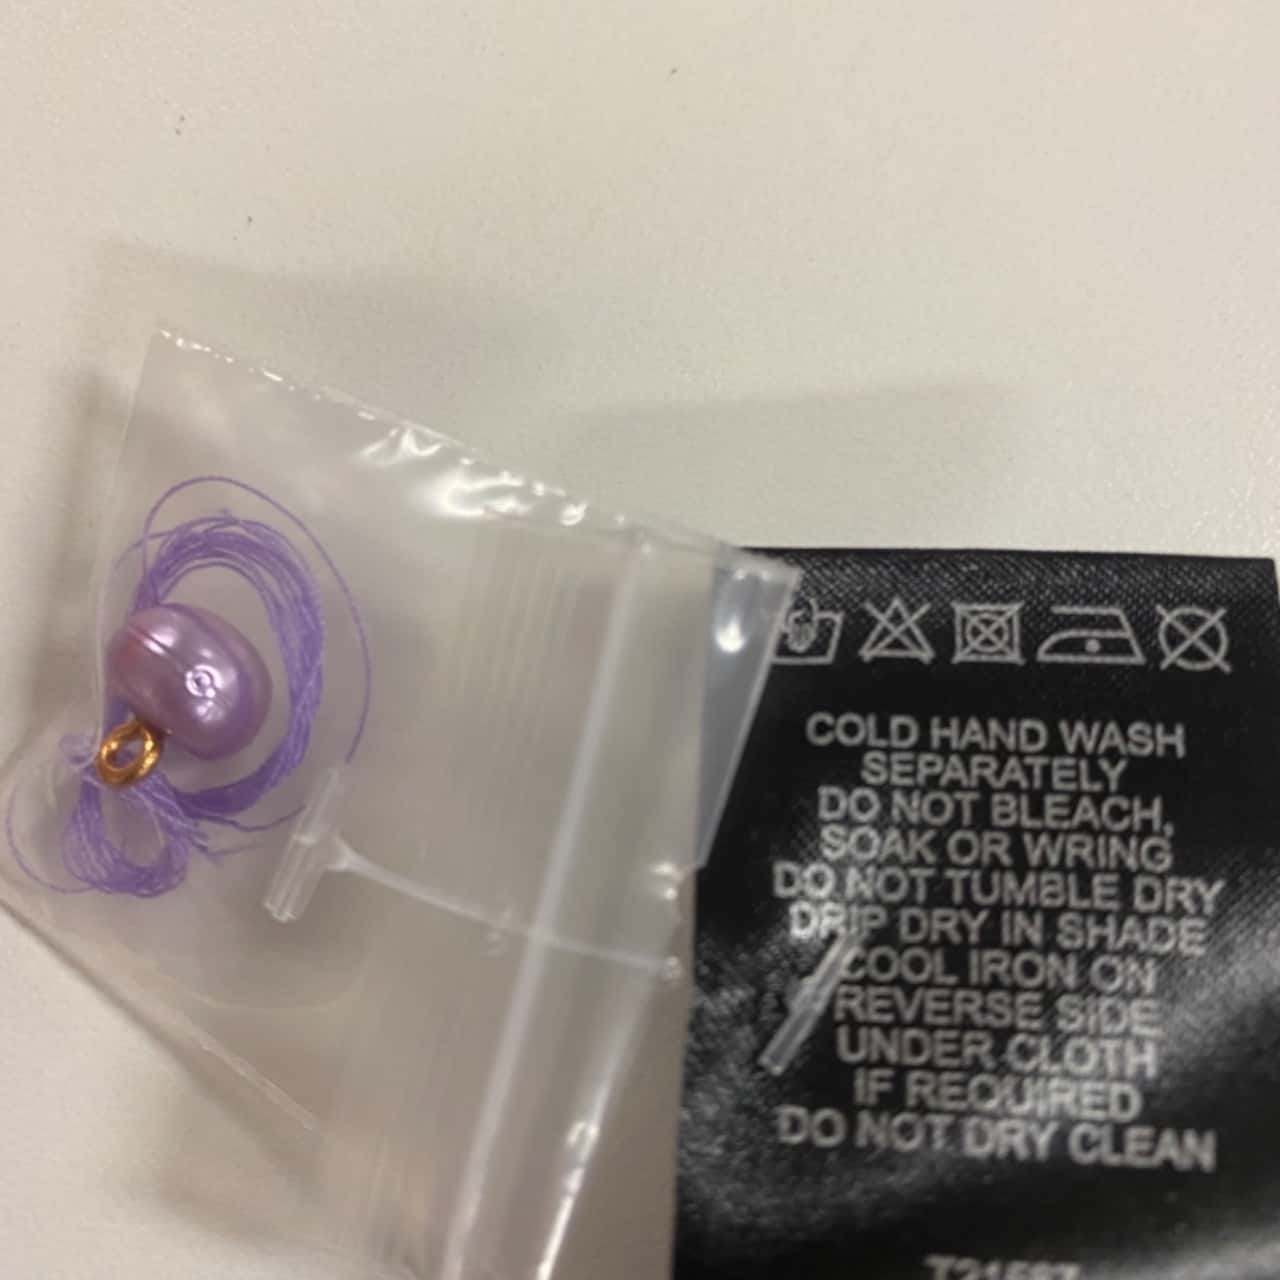 COLD HAND WASH
SEPARATELY
DO NOT BLEACH,
SOAK OR WRING
DO NOT TUMBLE DRY
DRIP DRY IN SHADE
COOL IRON ON
REVERSE SIDE
UNDER CLOTH
IF REQUIRED
DO NOT DRY CLEAN